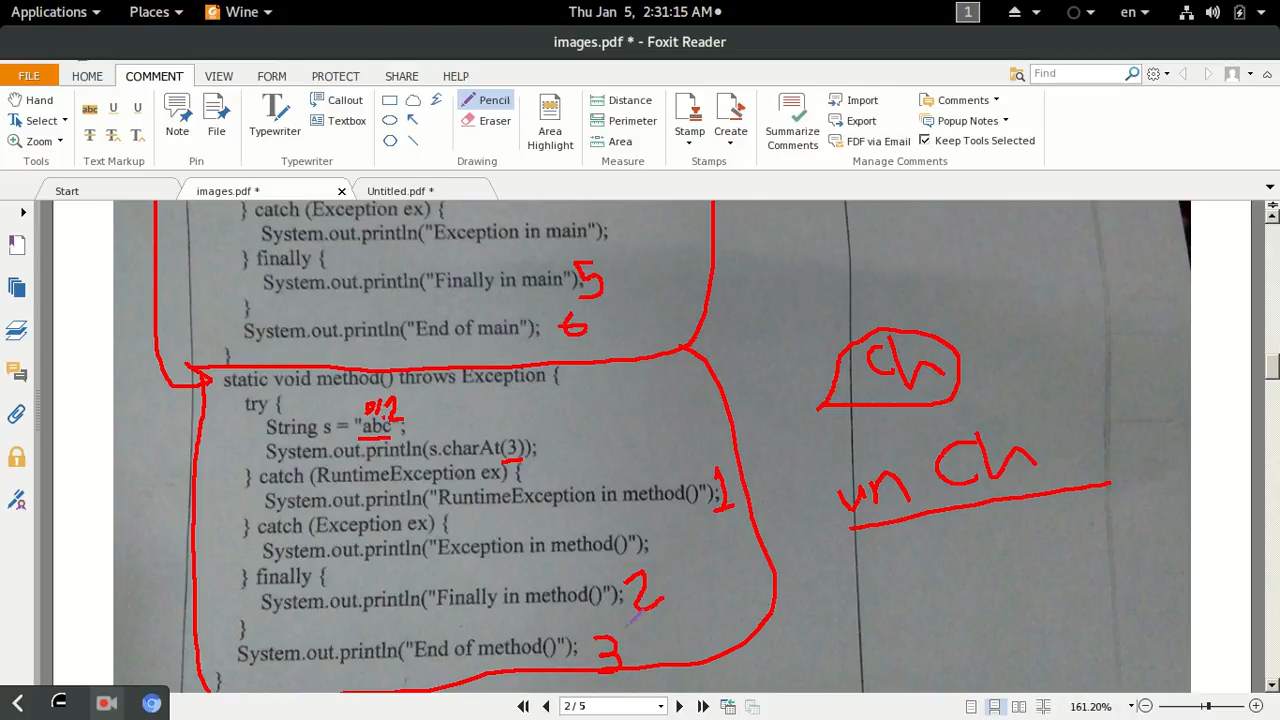 Applications Places Wine Thu Jan 5, 2:31:15 AM 1 en
images.pdf * - Foxit Reader
FILE HOME COMMENT VIEW FORM PROTECT SHARE HELP Find
Hand Select Zoom Tools
abc U U T T T Text Markup
Note File Pin
Typewriter Callout Textbox Typewriter
Pencil Eraser Drawing
Area Highlight Distance Perimeter Area Measure
Stamp Create Stamps
Summarize Comments Import Export FDF via Email Comments Popup Notes Keep Tools Selected Manage Comments
Start images.pdf * Untitled.pdf *
} catch (Exception ex) {
System.out.println("Exception in main");
} finally {
System.out.println("Finally in main"); 5
}
System.out.println("End of main"); 6
}
static void method() throws Exception {
try {
String s = "abc";
System.out.println(s.charAt(3));
} catch (RuntimeException ex) {
System.out.println("RuntimeException in method()"); 1
} catch (Exception ex) {
System.out.println("Exception in method()");
} finally {
System.out.println("Finally in method()"); 2
}
System.out.println("End of method()"); 3
}
Ch
un Ch
2 / 5 161.20%